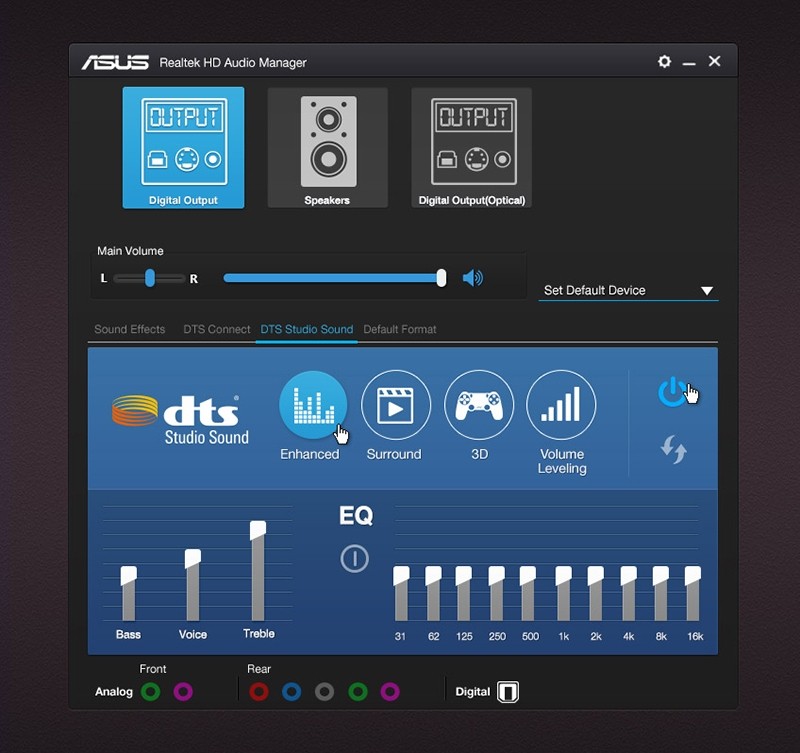 ASUS Realtek HD Audio Manager
OUTPUT
OUTPUT
Digital Output
Speakers
Digital Output(Optical)
Main Volume
L
R
Set Default Device
Sound Effects
DTS Connect
DTS Studio Sound
Default Format
dts®
Studio Sound
Enhanced
Surround
3D
Volume
Leveling
EQ
Bass
Voice
Treble
31
62
125
250
500
1k
2k
4k
8k
16k
Front
Rear
Analog
Digital